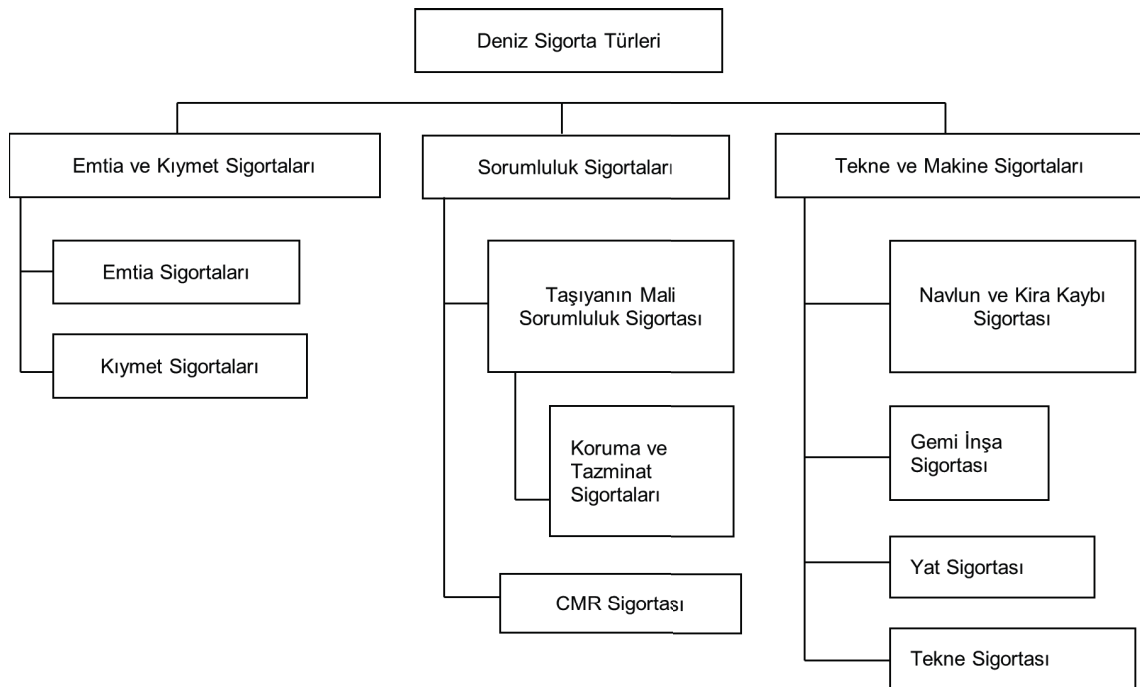 Deniz Sigorta Türleri
Emtia ve Kıymet Sigortaları
Sorumluluk Sigortaları
Tekne ve Makine Sigortaları
Emtia Sigortaları
Kıymet Sigortaları
Taşıyanın Mali
Sorumluluk Sigortası
Koruma ve
Tazminat
Sigortaları
CMR Sigortası
Navlun ve Kira Kaybı
Sigortası
Gemi İnşa
Sigortası
Yat Sigortası
Tekne Sigortası